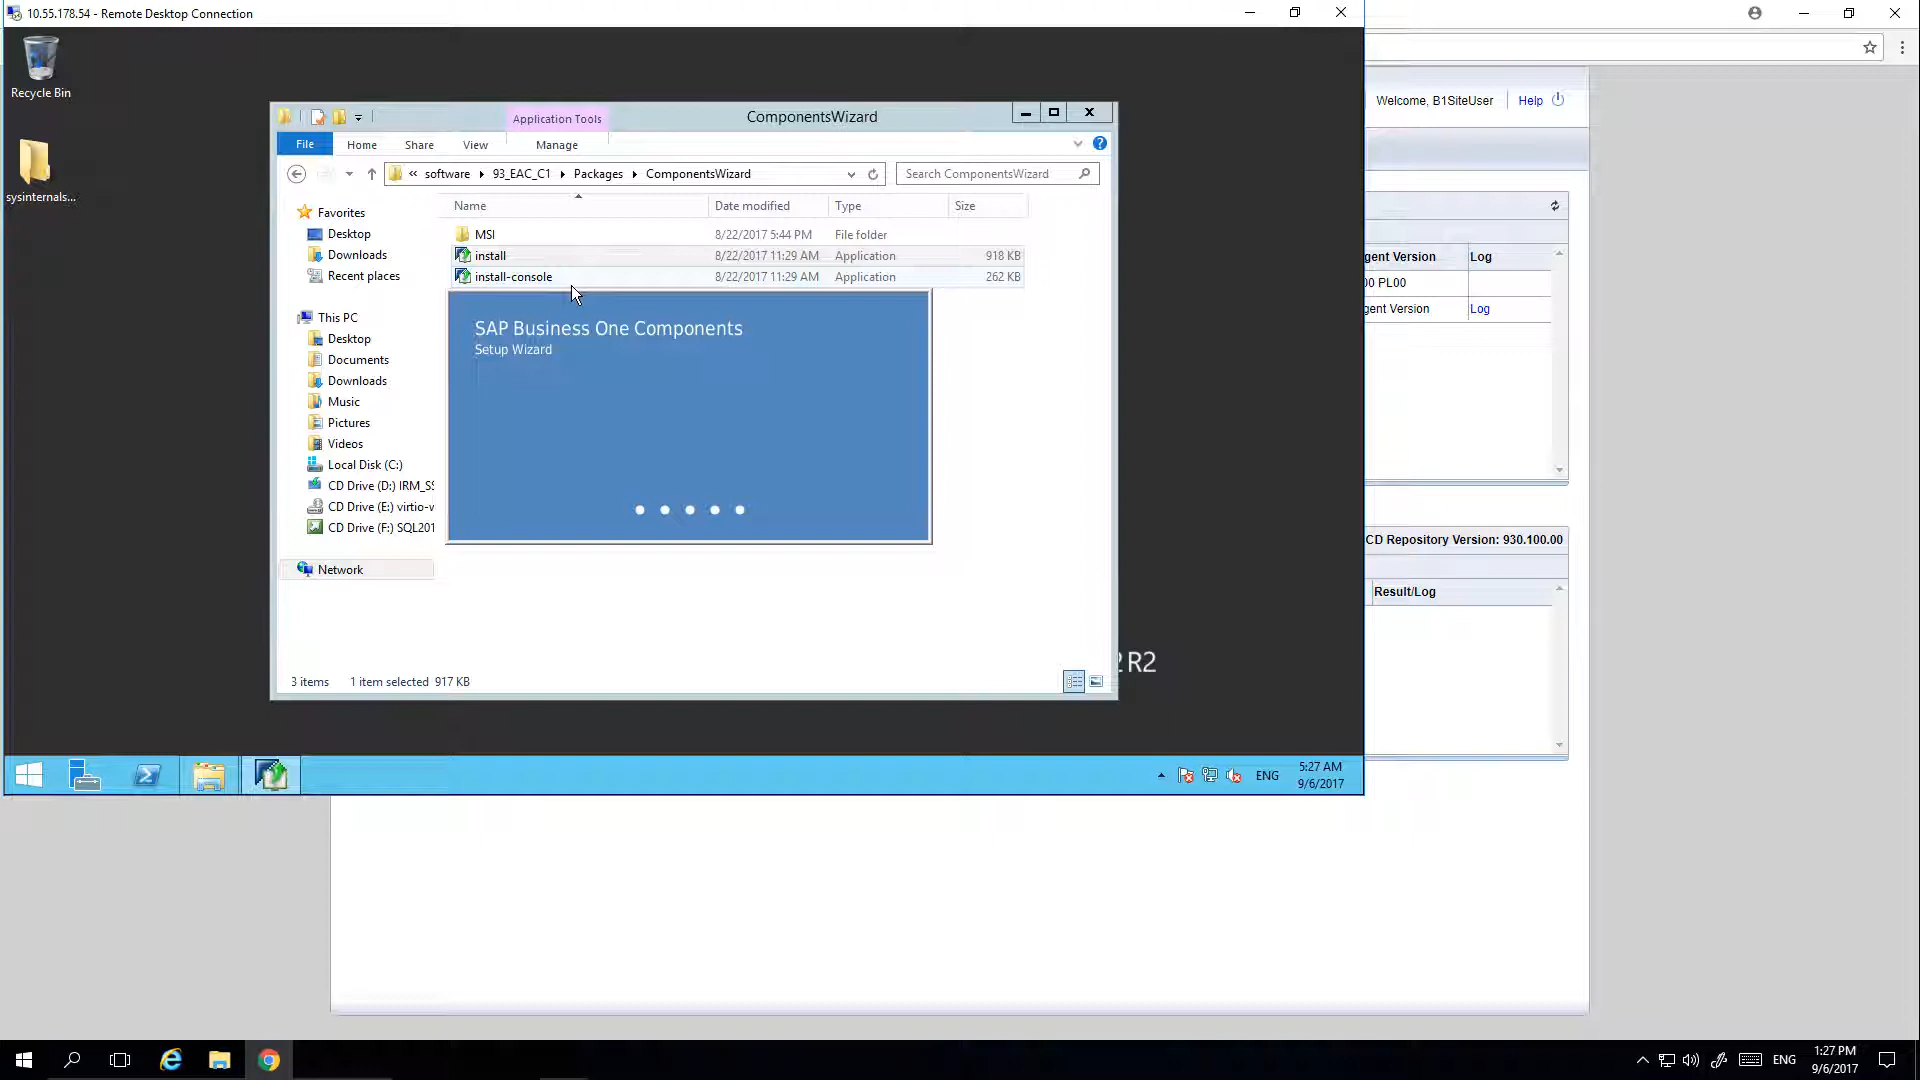 10.55.178.54 - Remote Desktop Connection
Recycle Bin
sysinternals...
Application Tools
ComponentsWizard
File
Home
Share
View
Manage
software
93_EAC_C1
Packages
ComponentsWizard
Search ComponentsWizard
Name
Date modified
Type
Size
MSI
8/22/2017 5:44 PM
File folder
install
8/22/2017 11:29 AM
Application
918 KB
install-console
8/22/2017 11:29 AM
Application
262 KB
Favorites
Desktop
Downloads
Recent places
This PC
Desktop
Documents
Downloads
Music
Pictures
Videos
Local Disk (C:)
CD Drive (D:) IRM_SS
CD Drive (E:) virtio-w
CD Drive (F:) SQL201
Network
SAP Business One Components
Setup Wizard
3 items
1 item selected 917 KB
2 R2
ENG
5:27 AM
9/6/2017
Welcome, B1SiteUser
Help
gent Version
Log
00 PL00
gent Version
Log
CD Repository Version: 930.100.00
Result/Log
ENG
1:27 PM
9/6/2017